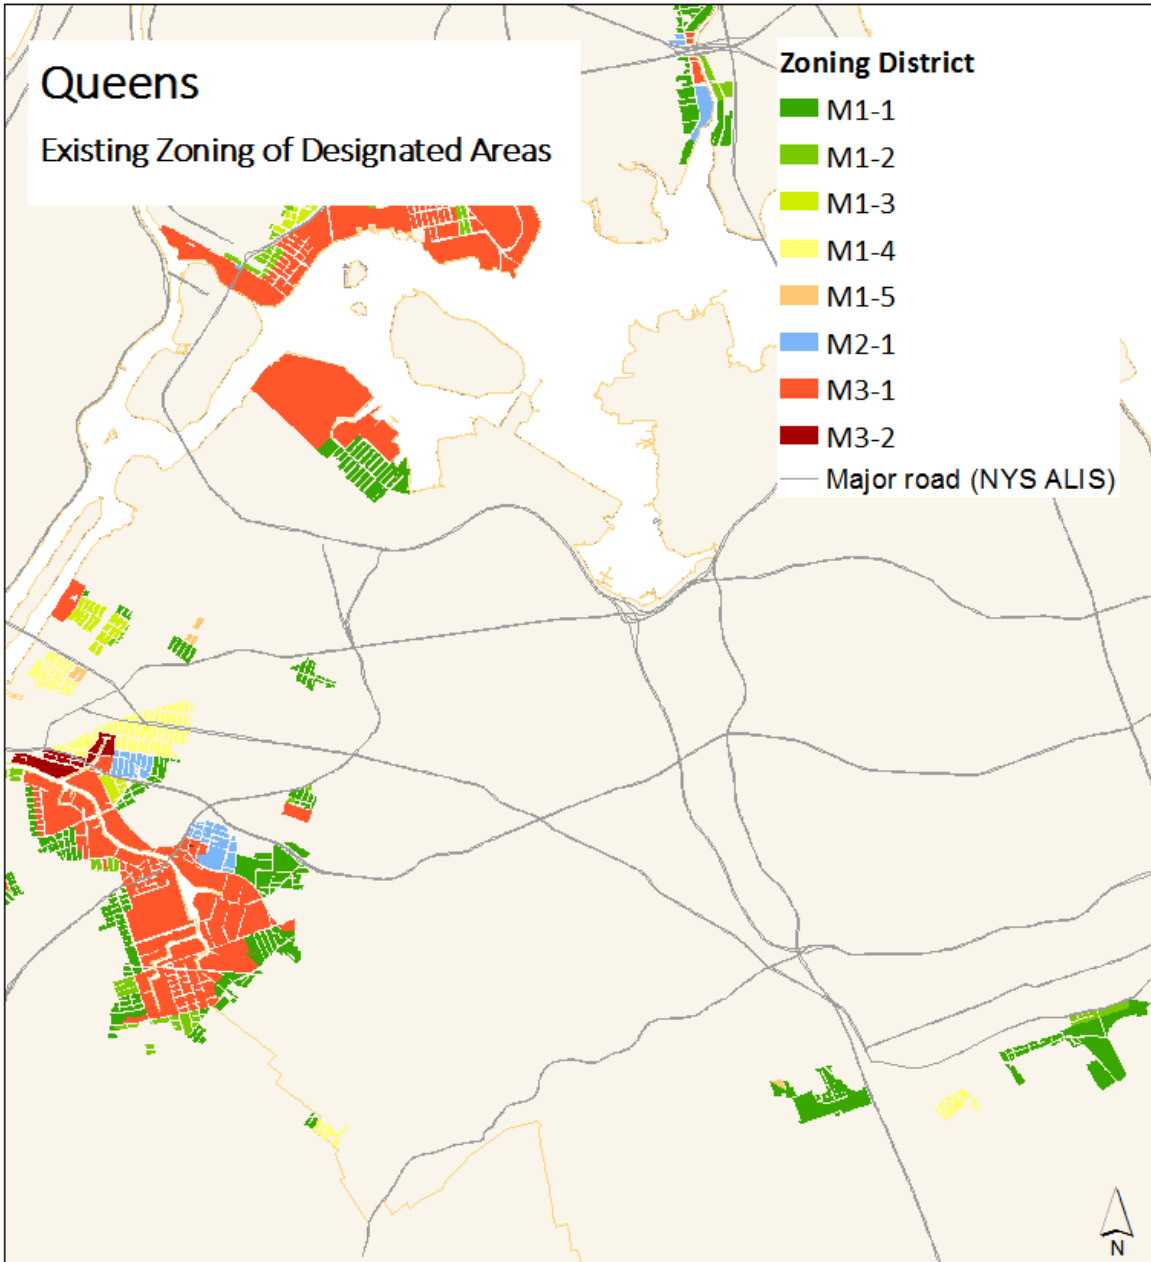 Queens
Existing Zoning of Designated Areas
Zoning District
M1-1
M1-2
M1-3
M1-4
M1-5
M2-1
M3-1
M3-2
Major road (NYS ALIS)
N